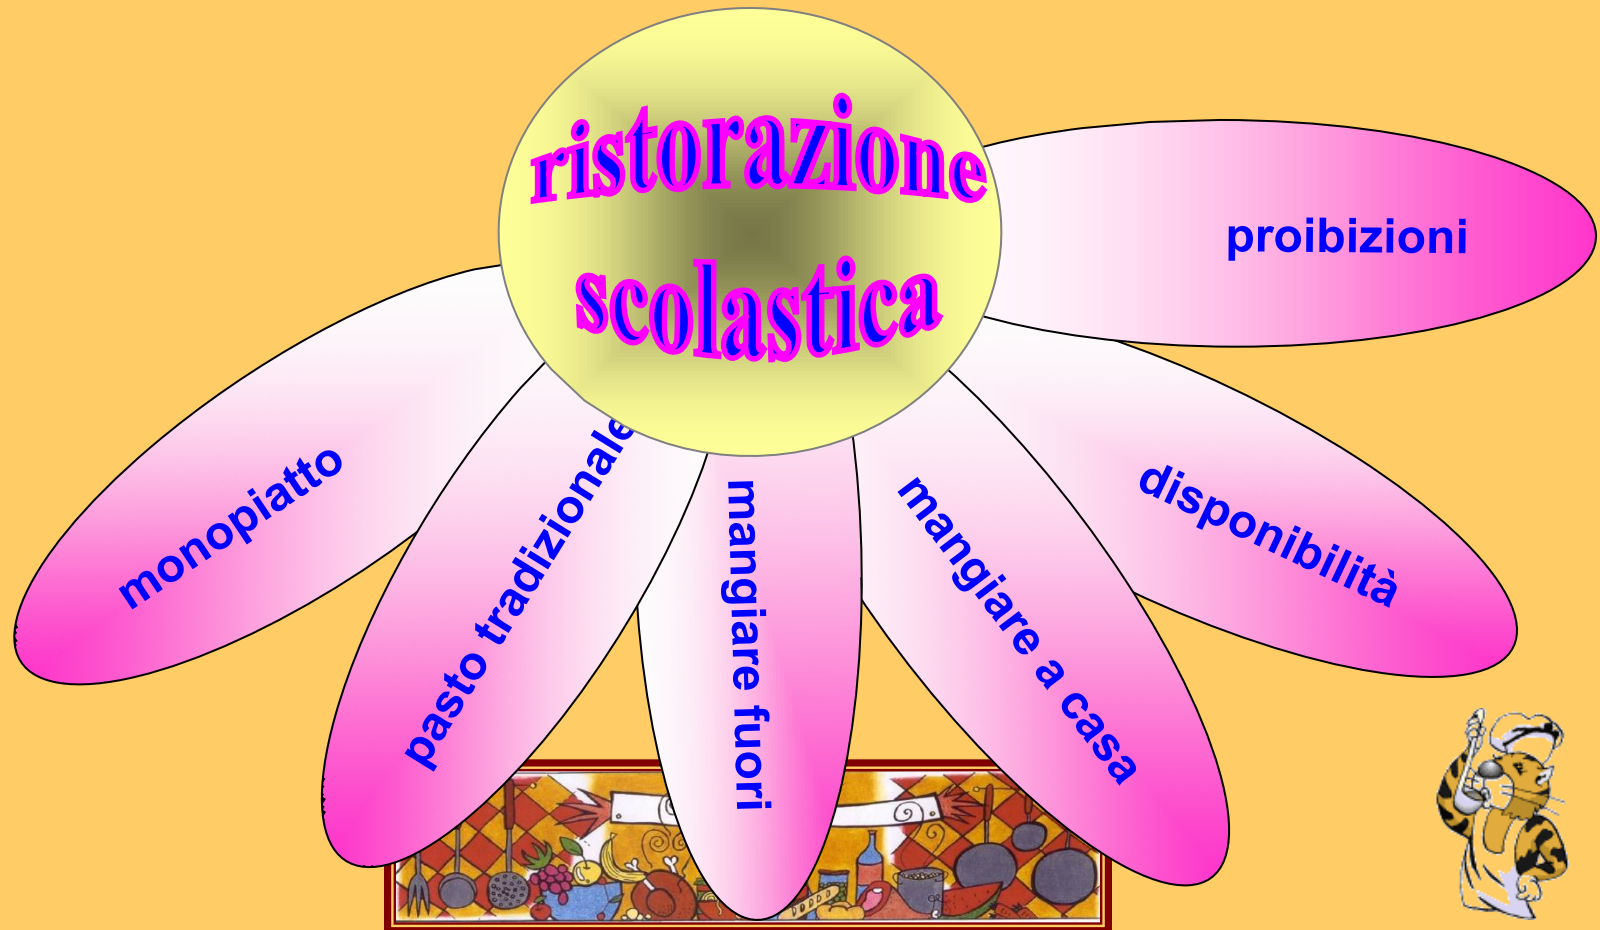 ristorazione
scolastica
proibizioni
disponibilità
mangiare a casa
mangiare fuori
pasto tradizionale
monopiatto